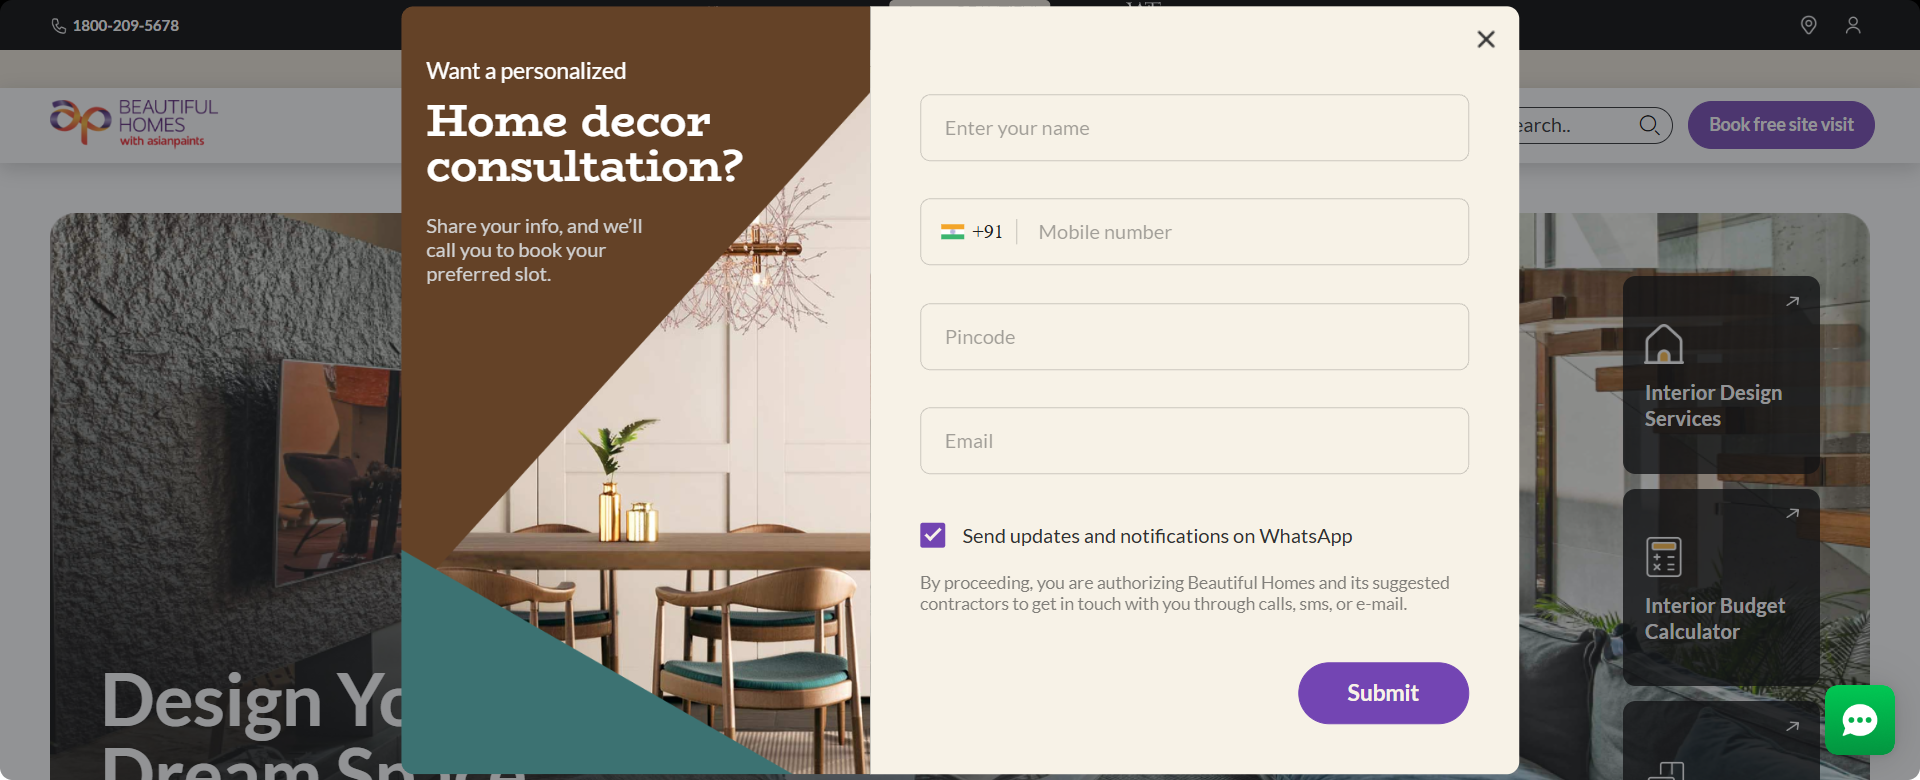 1800-209-5678
BEAUTIFUL
HOMES
with asianpaints
earch..
Book free site visit
Want a personalized
Home decor
consultation?
Share your info, and we'll
call you to book your
preferred slot.
Enter your name
+91 Mobile number
Pincode
Email
Send updates and notifications on WhatsApp
By proceeding, you are authorizing Beautiful Homes and its suggested
contractors to get in touch with you through calls, sms, or e-mail.
Submit
Interior Design
Services
Interior Budget
Calculator
Design Yo
Dream Sp